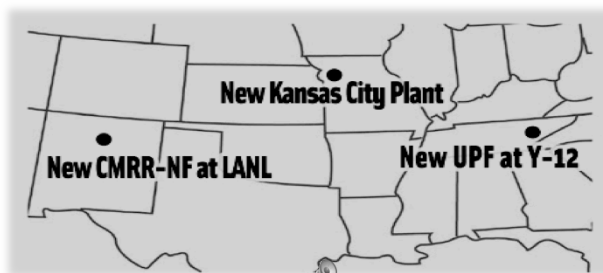 New Kansas City Plant
New CMRR-NF at LANL
New UPF at Y-12